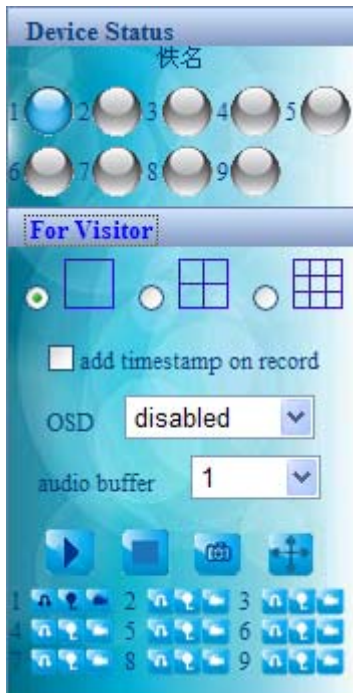 Device Status
佚名
1 2 3 4 5
6 7 8 9
For Visitor
add timestamp on record
OSD disabled
audio buffer 1
1 2 3
4 5 6
7 8 9